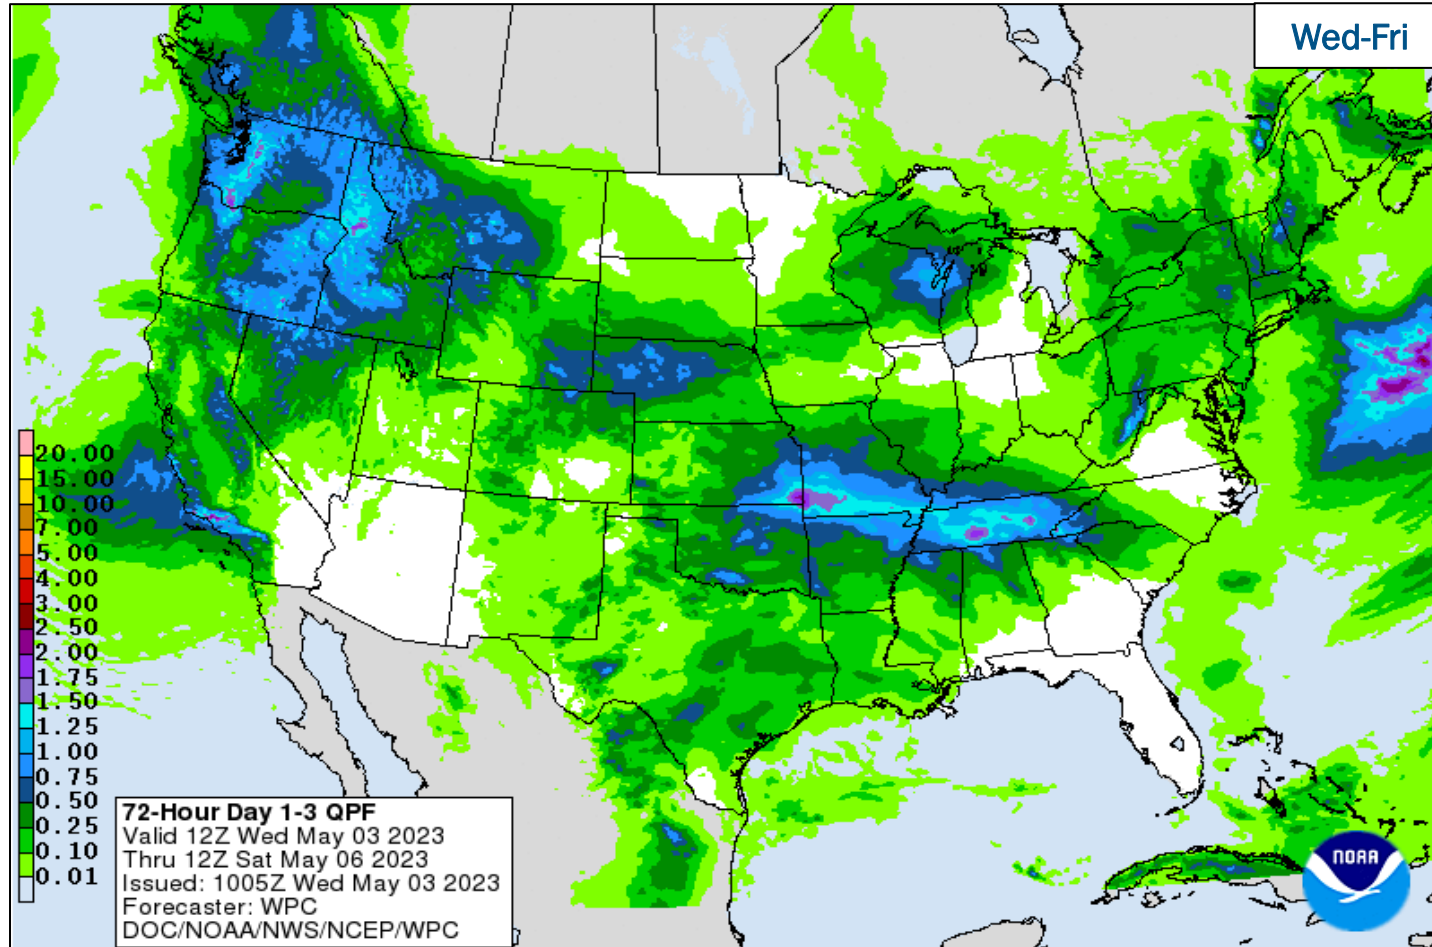 Wed-Fri
20.00
15.00
10.00
7.00
5.00
4.00
3.00
2.50
2.00
1.75
1.50
1.25
1.00
0.75
0.50
0.25
0.10
0.01
72-Hour Day 1-3 QPF
Valid 12Z Wed May 03 2023
Thru 12Z Sat May 06 2023
Issued: 1005Z Wed May 03 2023
Forecaster: WPC
DOC/NOAA/NWS/NCEP/WPC
NOAA